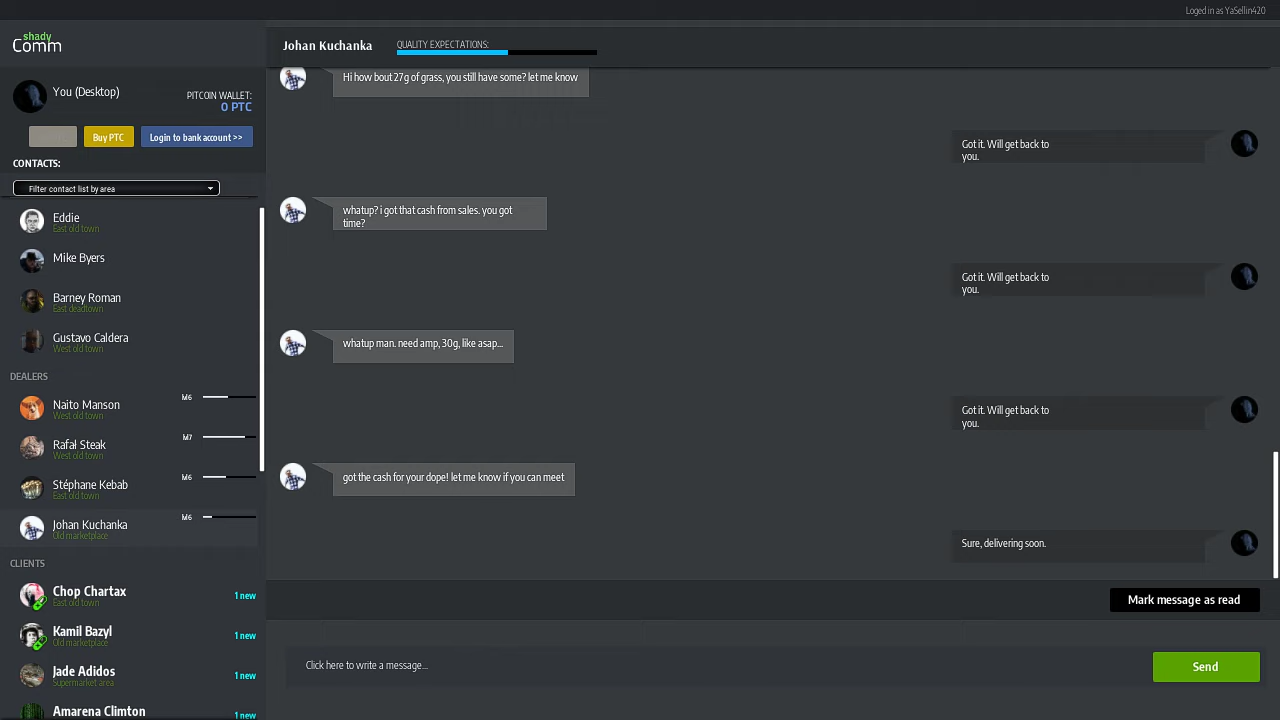 Loged in as YaSellin420
shady
Comm
You (Desktop)
PITCOIN WALLET:
0 PTC
Buy PTC
Login to bank account >>
CONTACTS:
Filter contact list by area
Eddie
East old town
Mike Byers
Barney Roman
East deadtown
Gustavo Caldera
West old town
DEALERS
Naito Manson
West old town
M6
Rafal Steak
West old town
M7
Stéphane Kebab
East old town
M6
Johan Kuchanka
Old marketplace
M6
CLIENTS
Chop Chartax
East old town
1 new
Kamil Bazyl
Old marketplace
1 new
Jade Adidos
Supermarket area
1 new
Amarena Climton
1 new
Johan Kuchanka
QUALITY EXPECTATIONS:
Hi how bout 27g of grass, you still have some? let me know
Got it. Will get back to
you.
whatup? i got that cash from sales. you got
time?
Got it. Will get back to
you.
whatup man. need amp, 30g, like asap...
Got it. Will get back to
you.
got the cash for your dope! let me know if you can meet
Sure, delivering soon.
Mark message as read
Click here to write a message...
Send